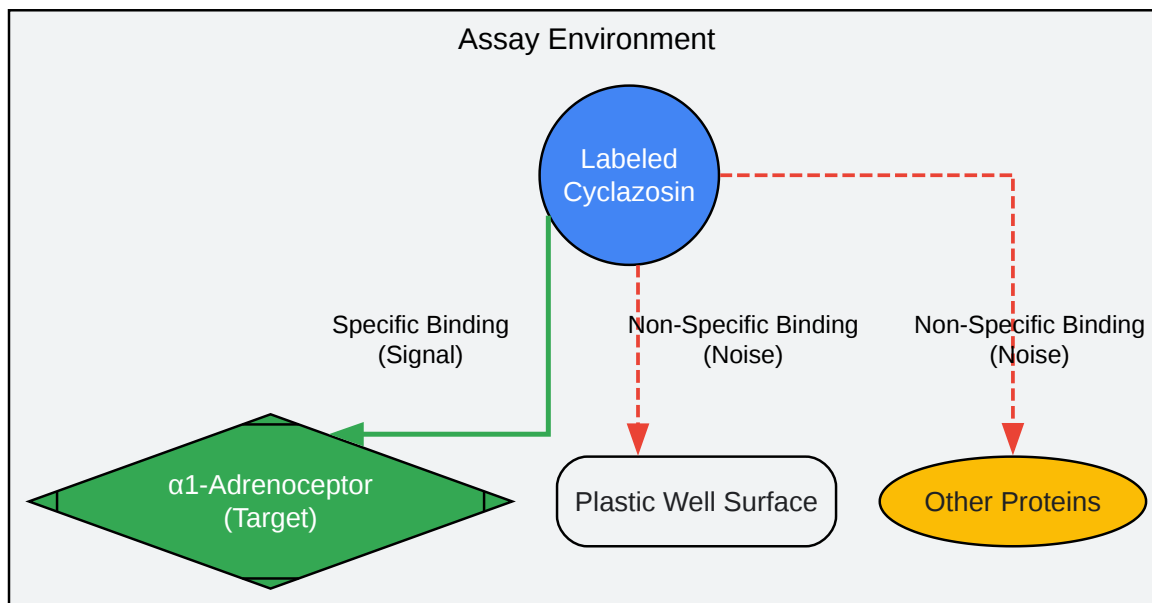 Assay Environment
Labeled
Cyclazosin
Specific Binding
(Signal)
Non-Specific Binding
(Noise)
Non-Specific Binding
(Noise)
α1-Adrenoceptor
(Target)
Plastic Well Surface
Other Proteins